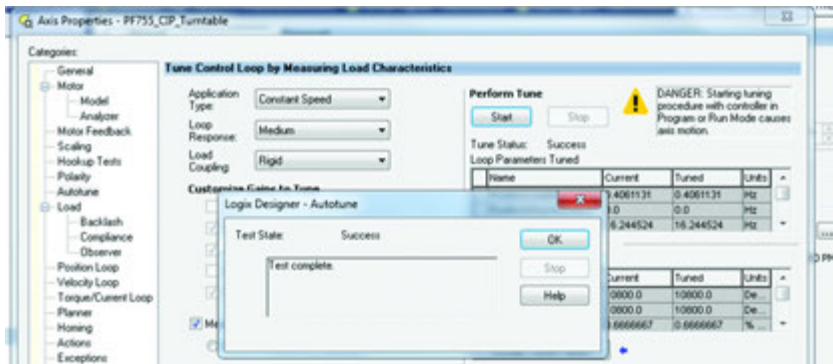 Axis Properties - PF755_CIP_Turntable
Categories:
General
Motor
Model
Analyzer
Motor Feedback
Scaling
Hookup Tests
Polarity
Autotune
Load
Backlash
Compliance
Observer
Position Loop
Velocity Loop
Torque/Current Loop
Planner
Homing
Actions
Exceptions
Tune Control Loop by Measuring Load Characteristics
Application Type: Constant Speed
Loop Response: Medium
Load Coupling: Rigid
Customize Gains to Tune
Perform Tune
Start Stop
DANGER: Starting tuning
procedure with controller in
Program or Run Mode causes
axis motion.
Tune Status: Success
Loop Parameters Tuned
Name Current Tuned Units
0.4061131 0.4061131 Hz
0.0 0.0 Hz
16.244524 16.244524 Hz
Current Tuned Units
10800.0 10800.0 De...
10800.0 10800.0 De...
0.6666667 0.6666667 % ...
Logix Designer - Autotune
Test State: Success
OK
Test complete.
Stop
Help